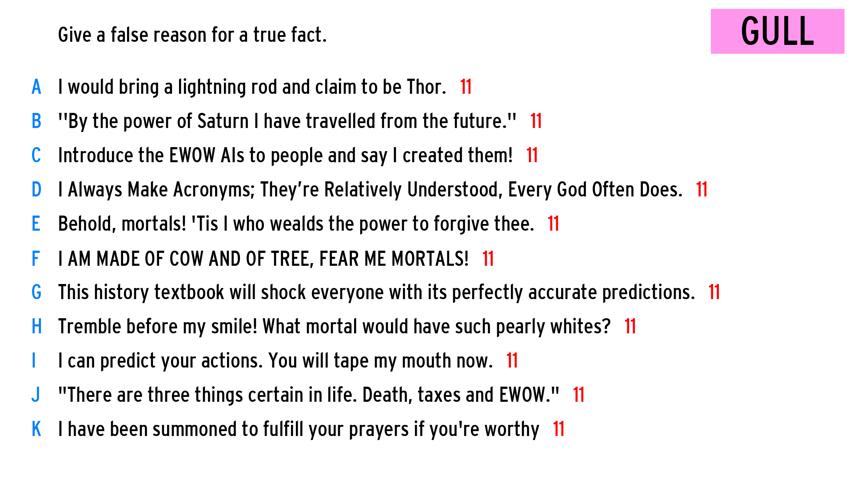 Give a false reason for a true fact.
GULL
A I would bring a lightning rod and claim to be Thor. 11
B "By the power of Saturn I have travelled from the future." 11
C Introduce the EWOW AIs to people and say I created them! 11
D I Always Make Acronyms; They’re Relatively Understood, Every God Often Does. 11
E Behold, mortals! 'Tis I who wealds the power to forgive thee. 11
F I AM MADE OF COW AND OF TREE, FEAR ME MORTALS! 11
G This history textbook will shock everyone with its perfectly accurate predictions. 11
H Tremble before my smile! What mortal would have such pearly whites? 11
I I can predict your actions. You will tape my mouth now. 11
J "There are three things certain in life. Death, taxes and EWOW." 11
K I have been summoned to fulfill your prayers if you're worthy 11